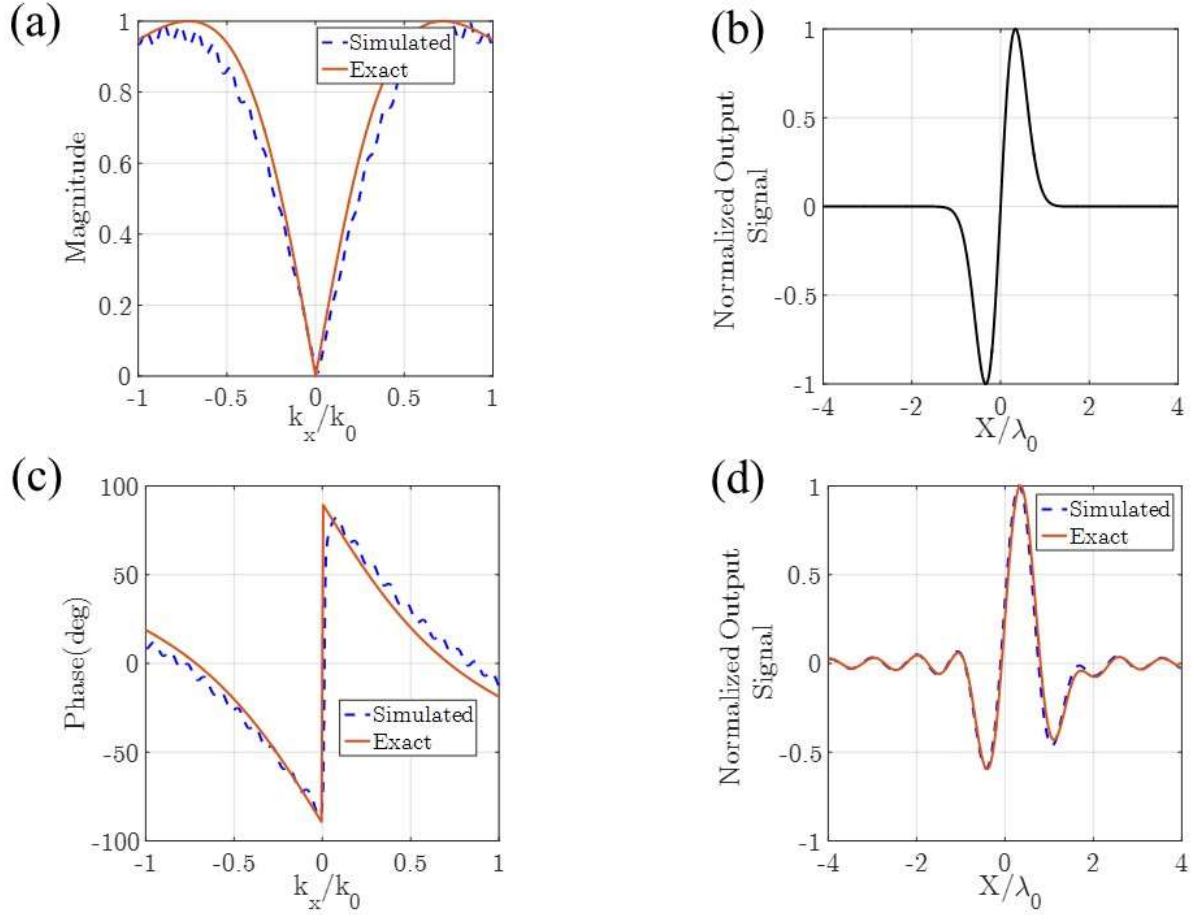 (a)
Magnitude
1
0.8
0.6
0.4
0.2
0
Simulated
Exact
-1 -0.5 0 0.5 1
k_x/k_0
(b)
Normalized Output
Signal
1
0.5
0
-0.5
-1
-4 -2 0 2 4
X/λ_0
(c)
Phase(deg)
100
50
0
-50
-100
Simulated
Exact
-1 -0.5 0 0.5 1
k_x/k_0
(d)
Normalized Output
Signal
1
0.5
0
-0.5
-1
Simulated
Exact
-4 -2 0 2 4
X/λ_0